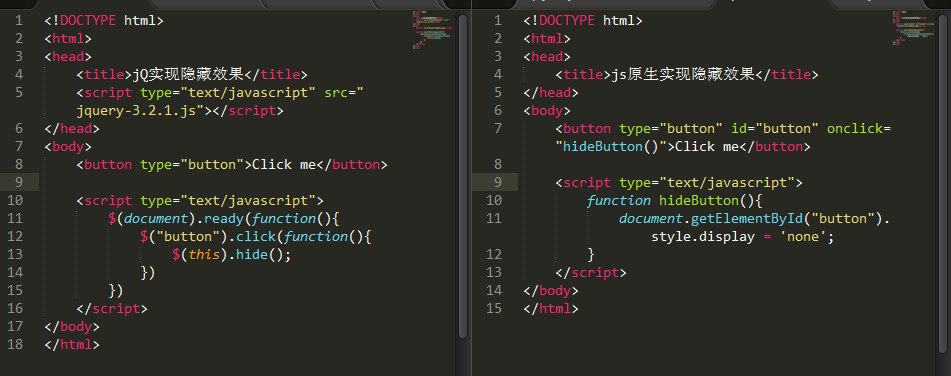 1 <!DOCTYPE html>
2 <html>
3 <head>
4 <title>jQ实现隐藏效果</title>
5 <script type="text/javascript" src="
jquery-3.2.1.js"></script>
6 </head>
7 <body>
8 <button type="button">Click me</button>
9
10 <script type="text/javascript">
11 $(document).ready(function(){
12 $("button").click(function(){
13 $(this).hide();
14 })
15 })
16 </script>
17 </body>
18 </html>
1 <!DOCTYPE html>
2 <html>
3 <head>
4 <title>js原生实现隐藏效果</title>
5 </head>
6 <body>
7 <button type="button" id="button" onclick=
"hideButton()">Click me</button>
8
9 <script type="text/javascript">
10 function hideButton(){
11 document.getElementById("button").
style.display = 'none';
12 }
13 </script>
14 </body>
15 </html>